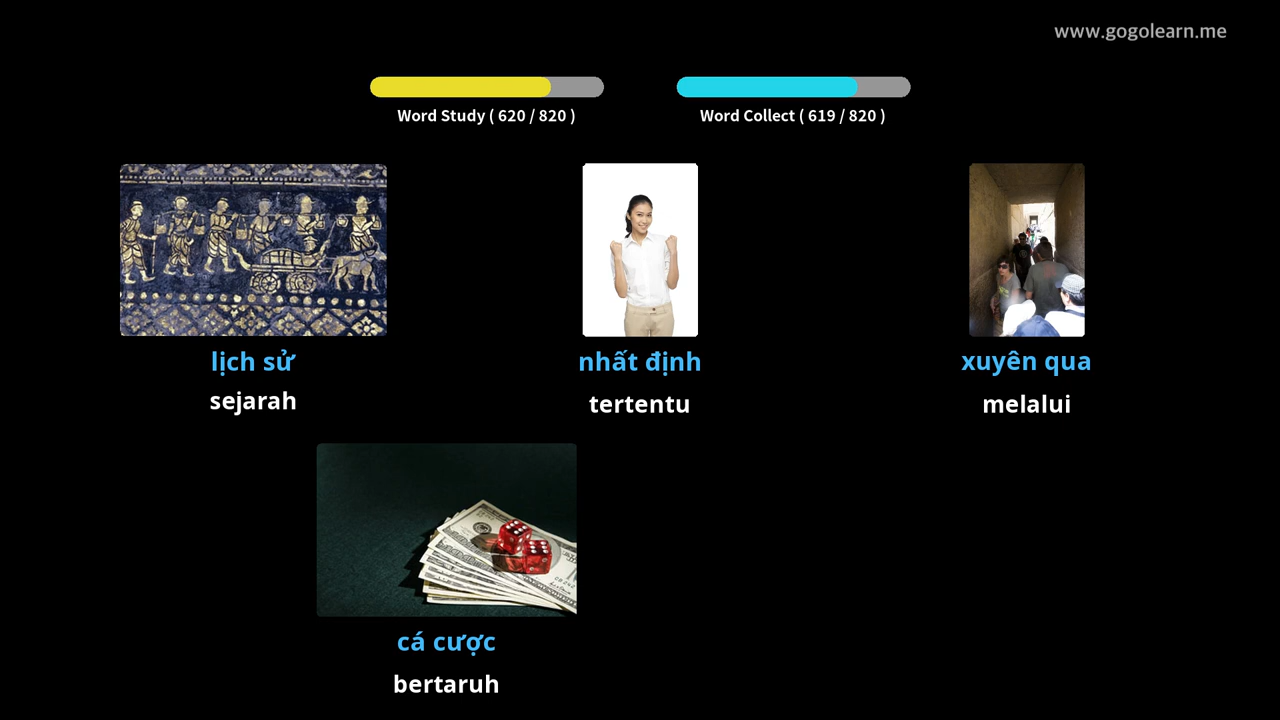 www.gogolearn.me
Word Study ( 620 / 820 )
Word Collect ( 619 / 820 )
lịch sử
sejarah
nhất định
tertentu
xuyên qua
melalui
cá cược
bertaruh